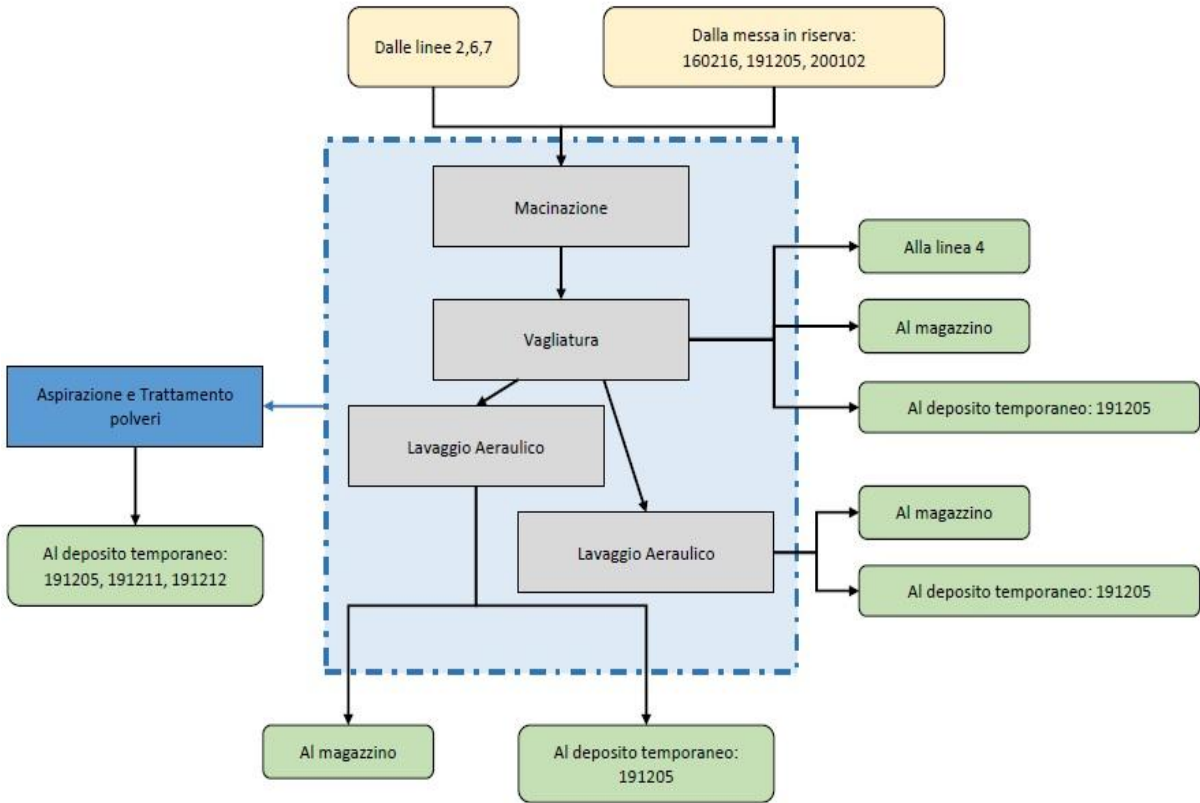 Dalle linee 2,6,7
Dalla messa in riserva:
160216, 191205, 200102
Macinazione
Alla linea 4
Vagliatura
Al magazzino
Aspirazione e Trattamento
polveri
Al deposito temporaneo: 191205
Lavaggio Aeraulico
Al magazzino
Lavaggio Aeraulico
Al deposito temporaneo:
191205, 191211, 191212
Al deposito temporaneo: 191205
Al magazzino
Al deposito temporaneo:
191205